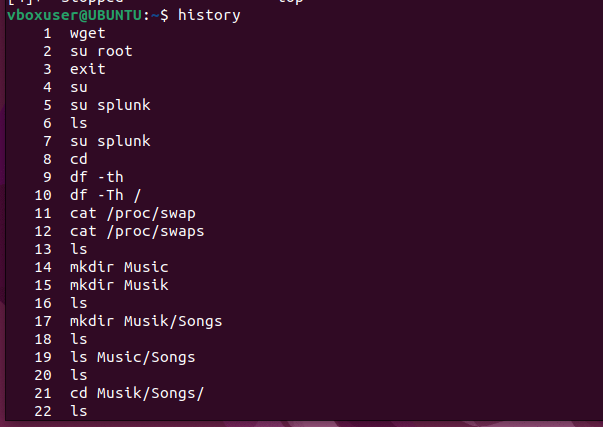 vboxuser@UBUNTU:~$ history
1 wget
2 su root
3 exit
4 su
5 su splunk
6 ls
7 su splunk
8 cd
9 df -th
10 df -Th /
11 cat /proc/swap
12 cat /proc/swaps
13 ls
14 mkdir Music
15 mkdir Musik
16 ls
17 mkdir Musik/Songs
18 ls
19 ls Music/Songs
20 ls
21 cd Musik/Songs/
22 ls